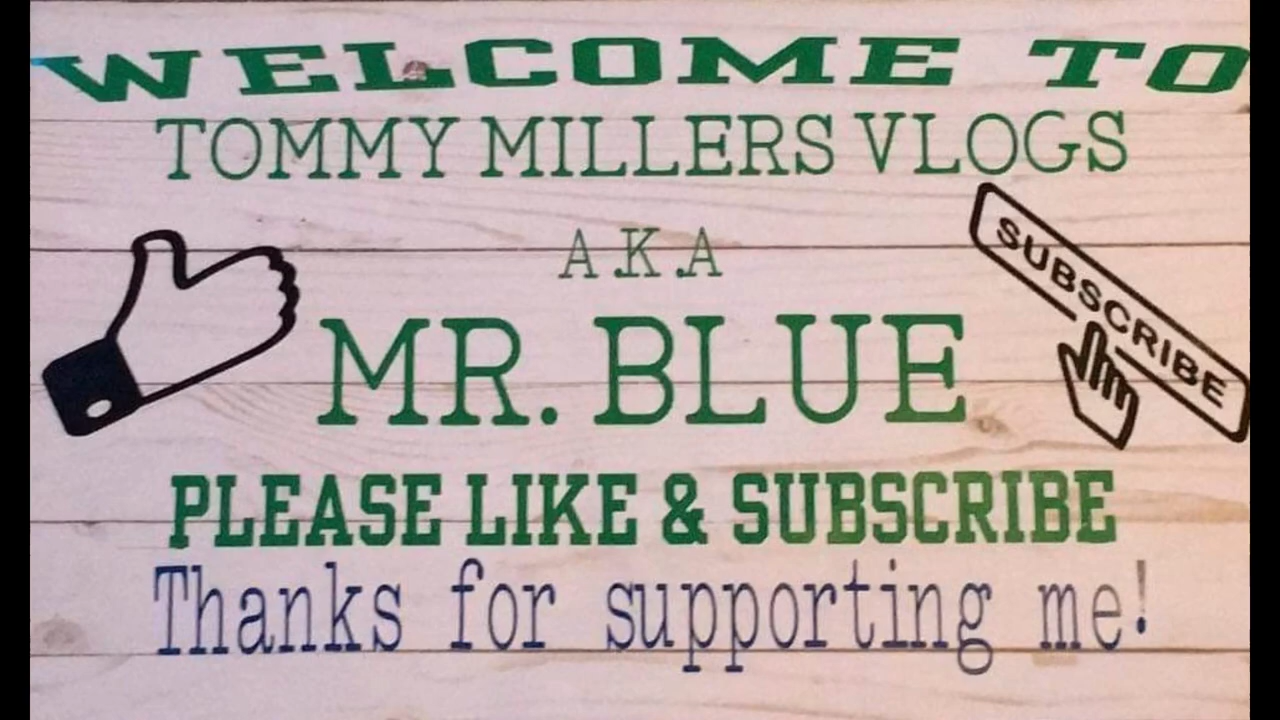 WELCOME TO
TOMMY MILLERS VLOGS
A.K.A
MR. BLUE
SUBSCRIBE
PLEASE LIKE & SUBSCRIBE
Thanks for supporting me!